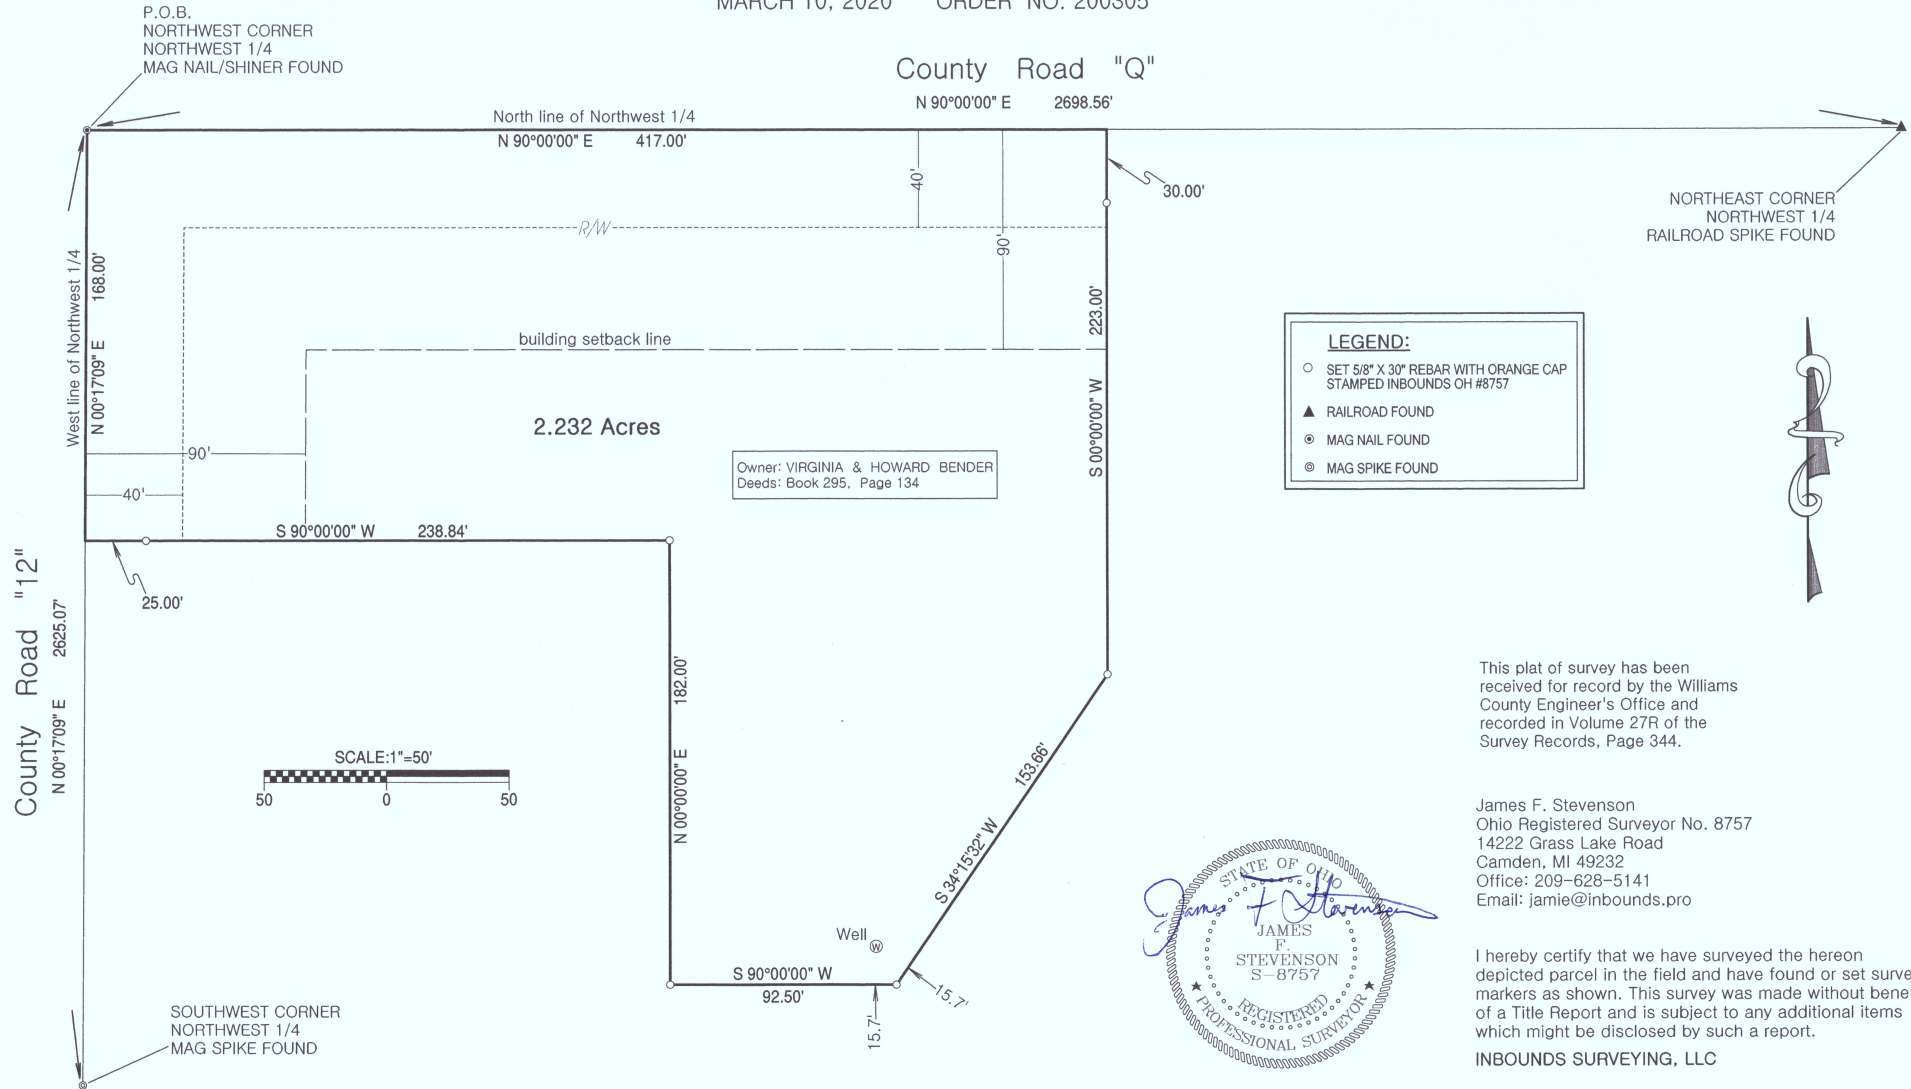 MARCH 10, 2020 ORDER NO. 200305
P.O.B.
NORTHWEST CORNER
NORTHWEST 1/4
MAG NAIL/SHINER FOUND
County Road "Q"
N 90°00'00" E 2698.56'
North line of Northwest 1/4
N 90°00'00" E 417.00'
40'
30.00'
NORTHEAST CORNER
NORTHWEST 1/4
RAILROAD SPIKE FOUND
R/W
90'
West line of Northwest 1/4
N 00°17'09" E 168.00'
223.00'
S 00°00'00" W
building setback line
2.232 Acres
Owner: VIRGINIA & HOWARD BENDER
Deeds: Book 295, Page 134
90'
40'
S 90°00'00" W 238.84'
25.00'
LEGEND:
SET 5/8" X 30" REBAR WITH ORANGE CAP
STAMPED INBOUNDS OH #8757
RAILROAD FOUND
MAG NAIL FOUND
MAG SPIKE FOUND
County Road "12"
N 00°17'09" E 2625.07'
N 00°00'00" E 182.00'
SCALE:1"=50'
50 0 50
153.66'
S 34°15'32" W
Well
W
S 90°00'00" W
92.50'
15.7'
15.7'
SOUTHWEST CORNER
NORTHWEST 1/4
MAG SPIKE FOUND
This plat of survey has been
received for record by the Williams
County Engineer's Office and
recorded in Volume 27R of the
Survey Records, Page 344.
James F. Stevenson
Ohio Registered Surveyor No. 8757
14222 Grass Lake Road
Camden, MI 49232
Office: 209-628-5141
Email: jamie@inbounds.pro
STATE OF OHIO
James F Stevenson
JAMES
F.
STEVENSON
S-8757
REGISTERED
PROFESSIONAL SURVEYOR
I hereby certify that we have surveyed the hereon
depicted parcel in the field and have found or set surve
markers as shown. This survey was made without bene
of a Title Report and is subject to any additional items
which might be disclosed by such a report.
INBOUNDS SURVEYING, LLC